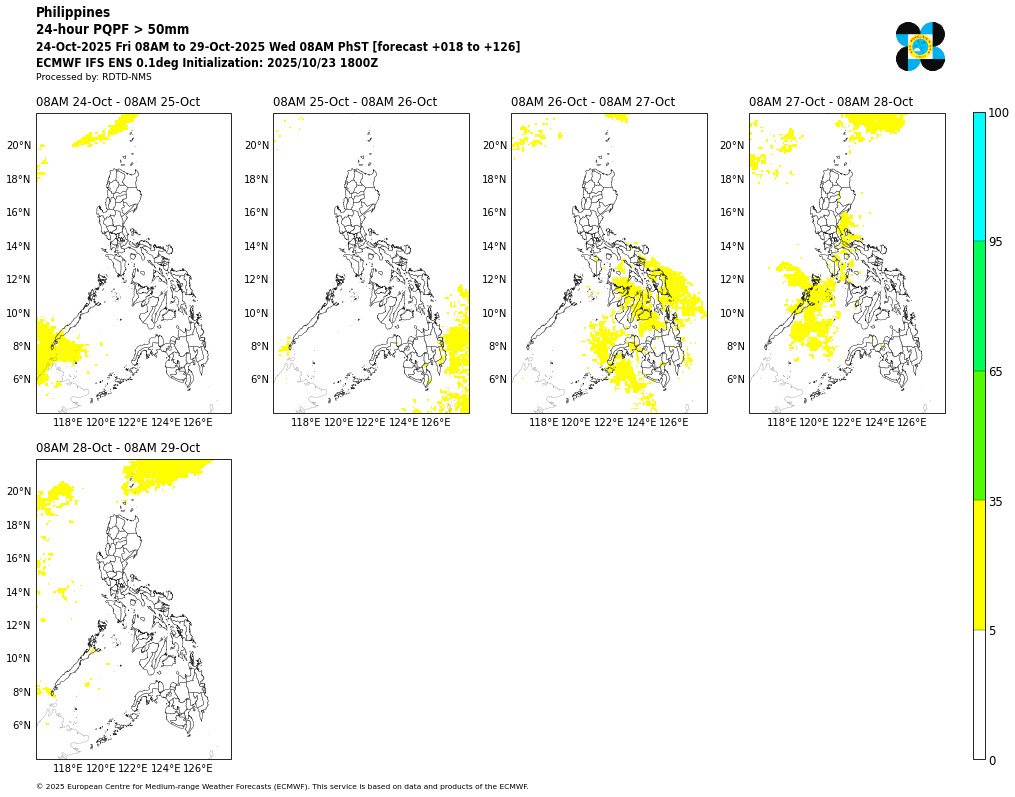 Philippines
24-hour PQPF > 50mm
24-Oct-2025 Fri 08AM to 29-Oct-2025 Wed 08AM PhST [forecast +018 to +126]
ECMWF IFS ENS 0.1deg Initialization: 2025/10/23 1800Z
Processed by: RDTD-NMS
08AM 24-Oct - 08AM 25-Oct
08AM 25-Oct - 08AM 26-Oct
08AM 26-Oct - 08AM 27-Oct
08AM 27-Oct - 08AM 28-Oct
20°N 20°N 20°N 20°N
18°N 18°N 18°N 18°N
16°N 16°N 16°N 16°N
14°N 14°N 14°N 14°N
12°N 12°N 12°N 12°N
10°N 10°N 10°N 10°N
8°N 8°N 8°N 8°N
6°N 6°N 6°N 6°N
118°E 120°E 122°E 124°E 126°E 118°E 120°E 122°E 124°E 126°E 118°E 120°E 122°E 124°E 126°E 118°E 120°E 122°E 124°E 126°E
08AM 28-Oct - 08AM 29-Oct
20°N
18°N
16°N
14°N
12°N
10°N
8°N
6°N
118°E 120°E 122°E 124°E 126°E
100
95
65
35
5
0
© 2025 European Centre for Medium-range Weather Forecasts (ECMWF). This service is based on data and products of the ECMWF.